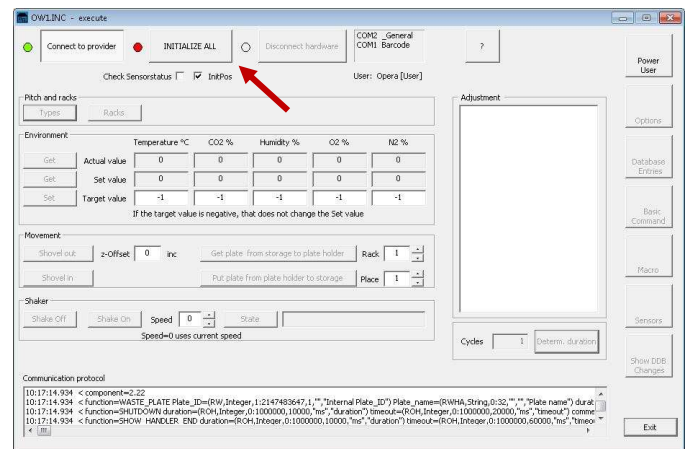 OW1.INC - execute
Connect to provider
INITIALIZE ALL
Disconnect hardware
COM2 _General
COM1 Barcode
?
Power
User
Check Sensorstatus
InitPos
User: Opera [User]
Pitch and racks
Types
Racks
Adjustment
Options
Environment
Temperature °C CO2 % Humidity % O2 % N2 %
Get Actual value 0 0 0 0 0
Get Set value 0 0 0 0 0
Set Target value -1 -1 -1 -1 -1
If the target value is negative, that does not change the Set value
Database
Entries
Basic
Command
Movement
Shovel out z-Offset 0 inc Get plate from storage to plate holder Rack 1
Shovel in Put plate from plate holder to storage Place 1
Macro
Shaker
Shake Off Shake On Speed 0 State
Speed=0 uses current speed
Sensors
Cycles 1 Determ. duration
Show DDB
Changes
Communication protocol
10:17:14.934 < component=2.22
10:17:14.934 < function=WASTE_PLATE Plate_ID=(RW,Integer,1:2147483647,1,"","Internal Plate_ID") Plate_name=(RWHA,String,0:32,"","","Plate name") durat
10:17:14.934 < function=SHUTDOWN duration=(ROH,Integer,0:1000000,10000,"ms","duration") timeout=(ROH,Integer,0:1000000,20000,"ms","timeout") comme
10:17:14.934 < function=SHOW_HANDLER_END duration=(ROH,Integer,0:1000000,10000,"ms","duration") timeout=(ROH,Integer,0:1000000,60000,"ms","timeou
Exit